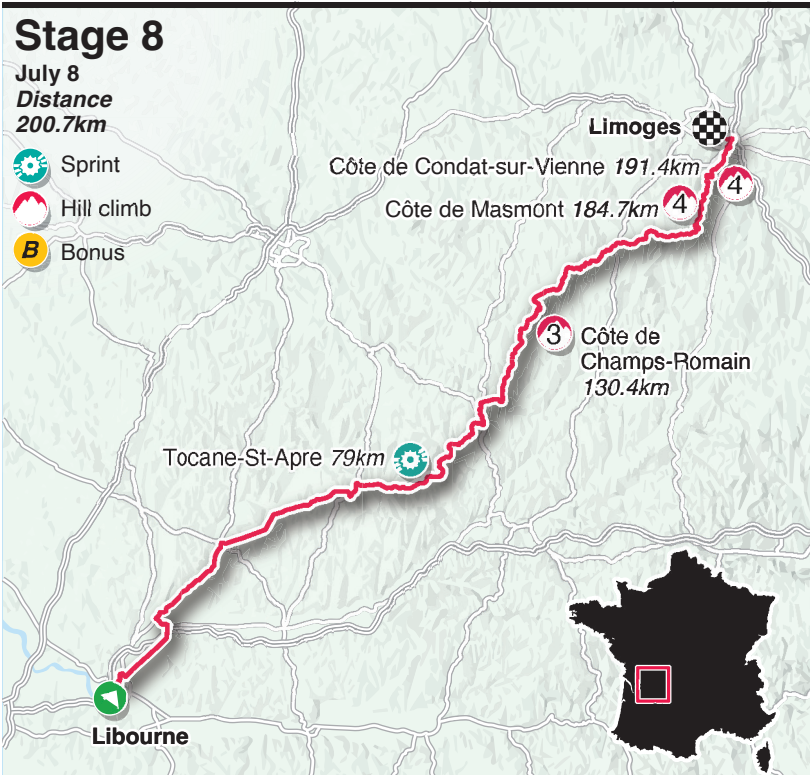 Stage 8
July 8
Distance
200.7km
Sprint
Hill climb
B Bonus
Limoges
Côte de Condat-sur-Vienne 191.4km
4
Côte de Masmont 184.7km 4
3 Côte de
Champs-Romain
130.4km
Tocane-St-Apre 79km
Libourne